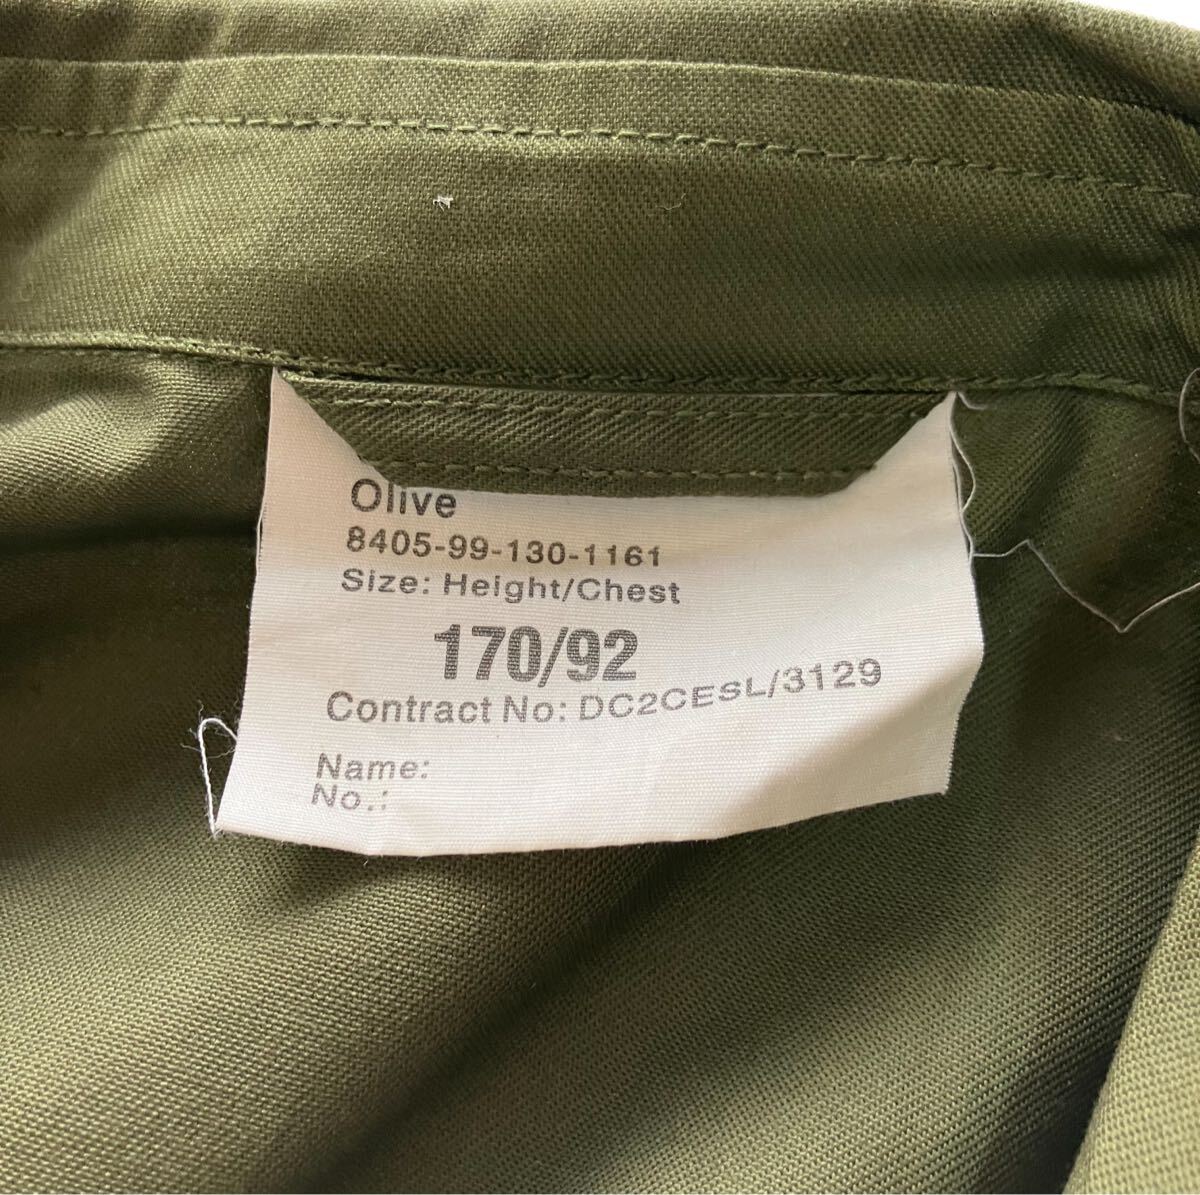 Olive
8405-99-130-1161
Size: Height/Chest
170/92
Contract No: DC2CESL/3129
Name:
No.: